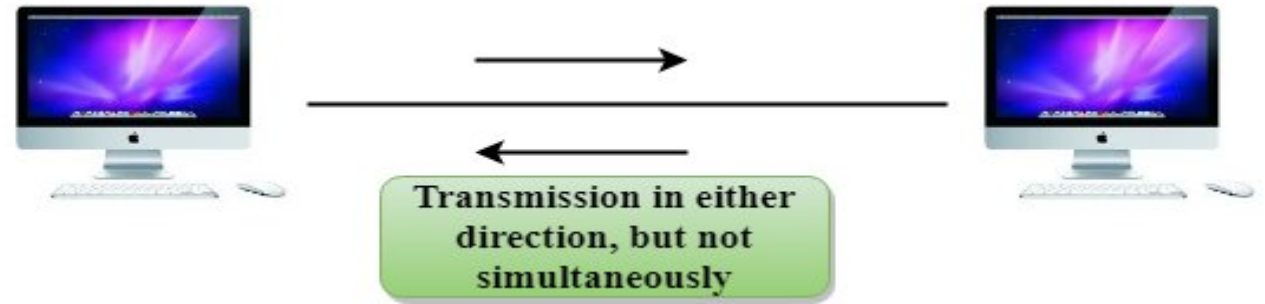 Transmission in either
direction, but not
simultaneously